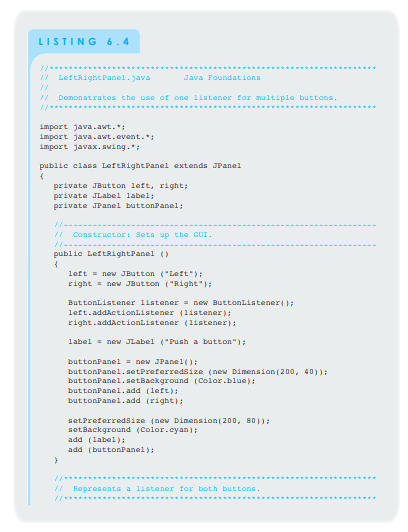 LISTING 6.4
//********************************************************************
//  LeftRightPanel.java       Java Foundations
//
//  Demonstrates the use of one listener for multiple buttons.
//********************************************************************
import java.awt.*;
import java.awt.event.*;
import javax.swing.*;
public class LeftRightPanel extends JPanel
{
   private JButton left, right;
   private JLabel label;
   private JPanel buttonPanel;
   //-----------------------------------------------------------------
   //  Constructor: Sets up the GUI.
   //-----------------------------------------------------------------
   public LeftRightPanel ()
   {
      left = new JButton ("Left");
      right = new JButton ("Right");
      ButtonListener listener = new ButtonListener();
      left.addActionListener (listener);
      right.addActionListener (listener);
      label = new JLabel ("Push a button");
      buttonPanel = new JPanel();
      buttonPanel.setPreferredSize (new Dimension(200, 40));
      buttonPanel.setBackground (Color.blue);
      buttonPanel.add (left);
      buttonPanel.add (right);
      setPreferredSize (new Dimension(200, 80));
      setBackground (Color.cyan);
      add (label);
      add (buttonPanel);
   }
   //*****************************************************************
   //  Represents a listener for both buttons.
   //*****************************************************************